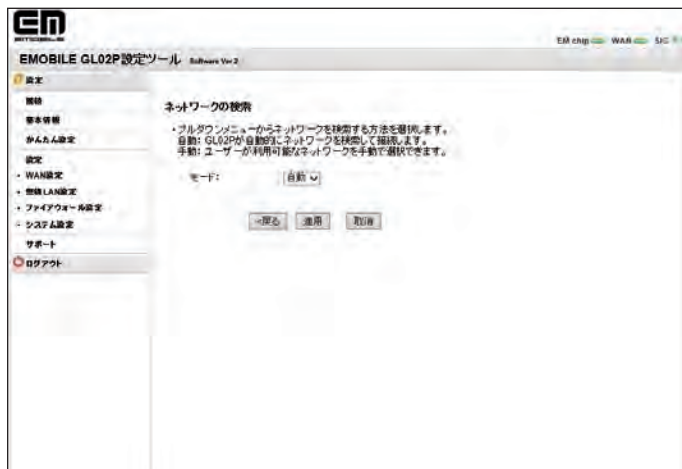 EM
EMOBILE
EM chip WAN SIG
EMOBILE GL02P設定ツール Software Ver.2
設定
接続
基本情報
かんたん設定
設定
・ WAN設定
・ 無線LAN設定
・ ファイアウォール設定
・ システム設定
サポート
ログアウト
ネットワークの検索
・プルダウンメニューからネットワークを検索する方法を選択します。
自動: GL02Pが自動的にネットワークを検索して接続します。
手動: ユーザーが利用可能なネットワークを手動で選択できます。
モード: 自動
<戻る 適用 取消